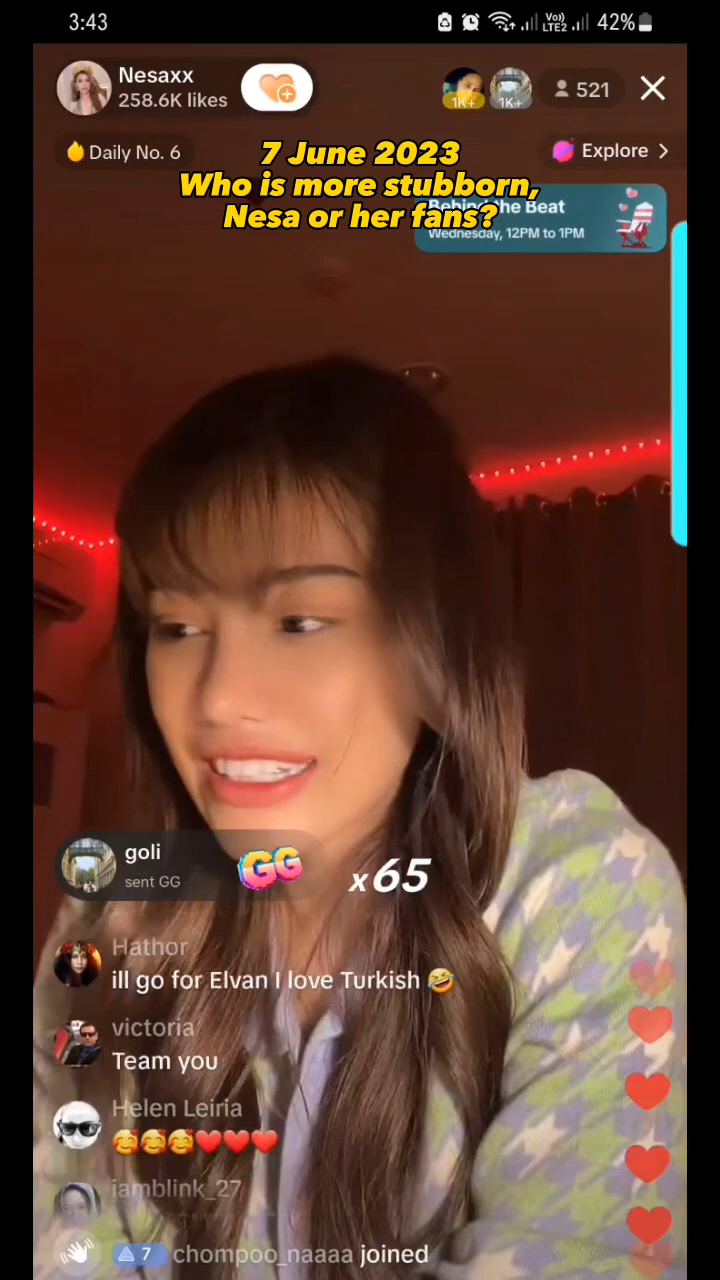 3:43
Vo))
LTE2
42%
Nesaxx
258.6K likes
1K+
1K+
521
Daily No. 6
Explore >
7 June 2023
Who is more stubborn,
Nesa or her fans?
Behind the Beat
Wednesday, 12PM to 1PM
goli
sent GG
GG
x65
Hathor
ill go for Elvan I love Turkish 🤣
victoria
Team you
Helen Leiria
🥰🥰🥰❤️❤️❤️
iamblink_27
7 chompoo_naaaa joined